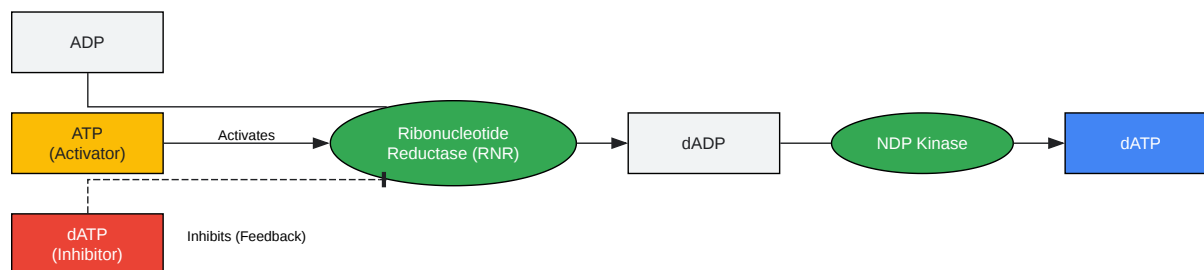 ADP
ATP
(Activator)
Activates
Ribonucleotide
Reductase (RNR)
dADP
NDP Kinase
dATP
dATP
(Inhibitor)
Inhibits (Feedback)